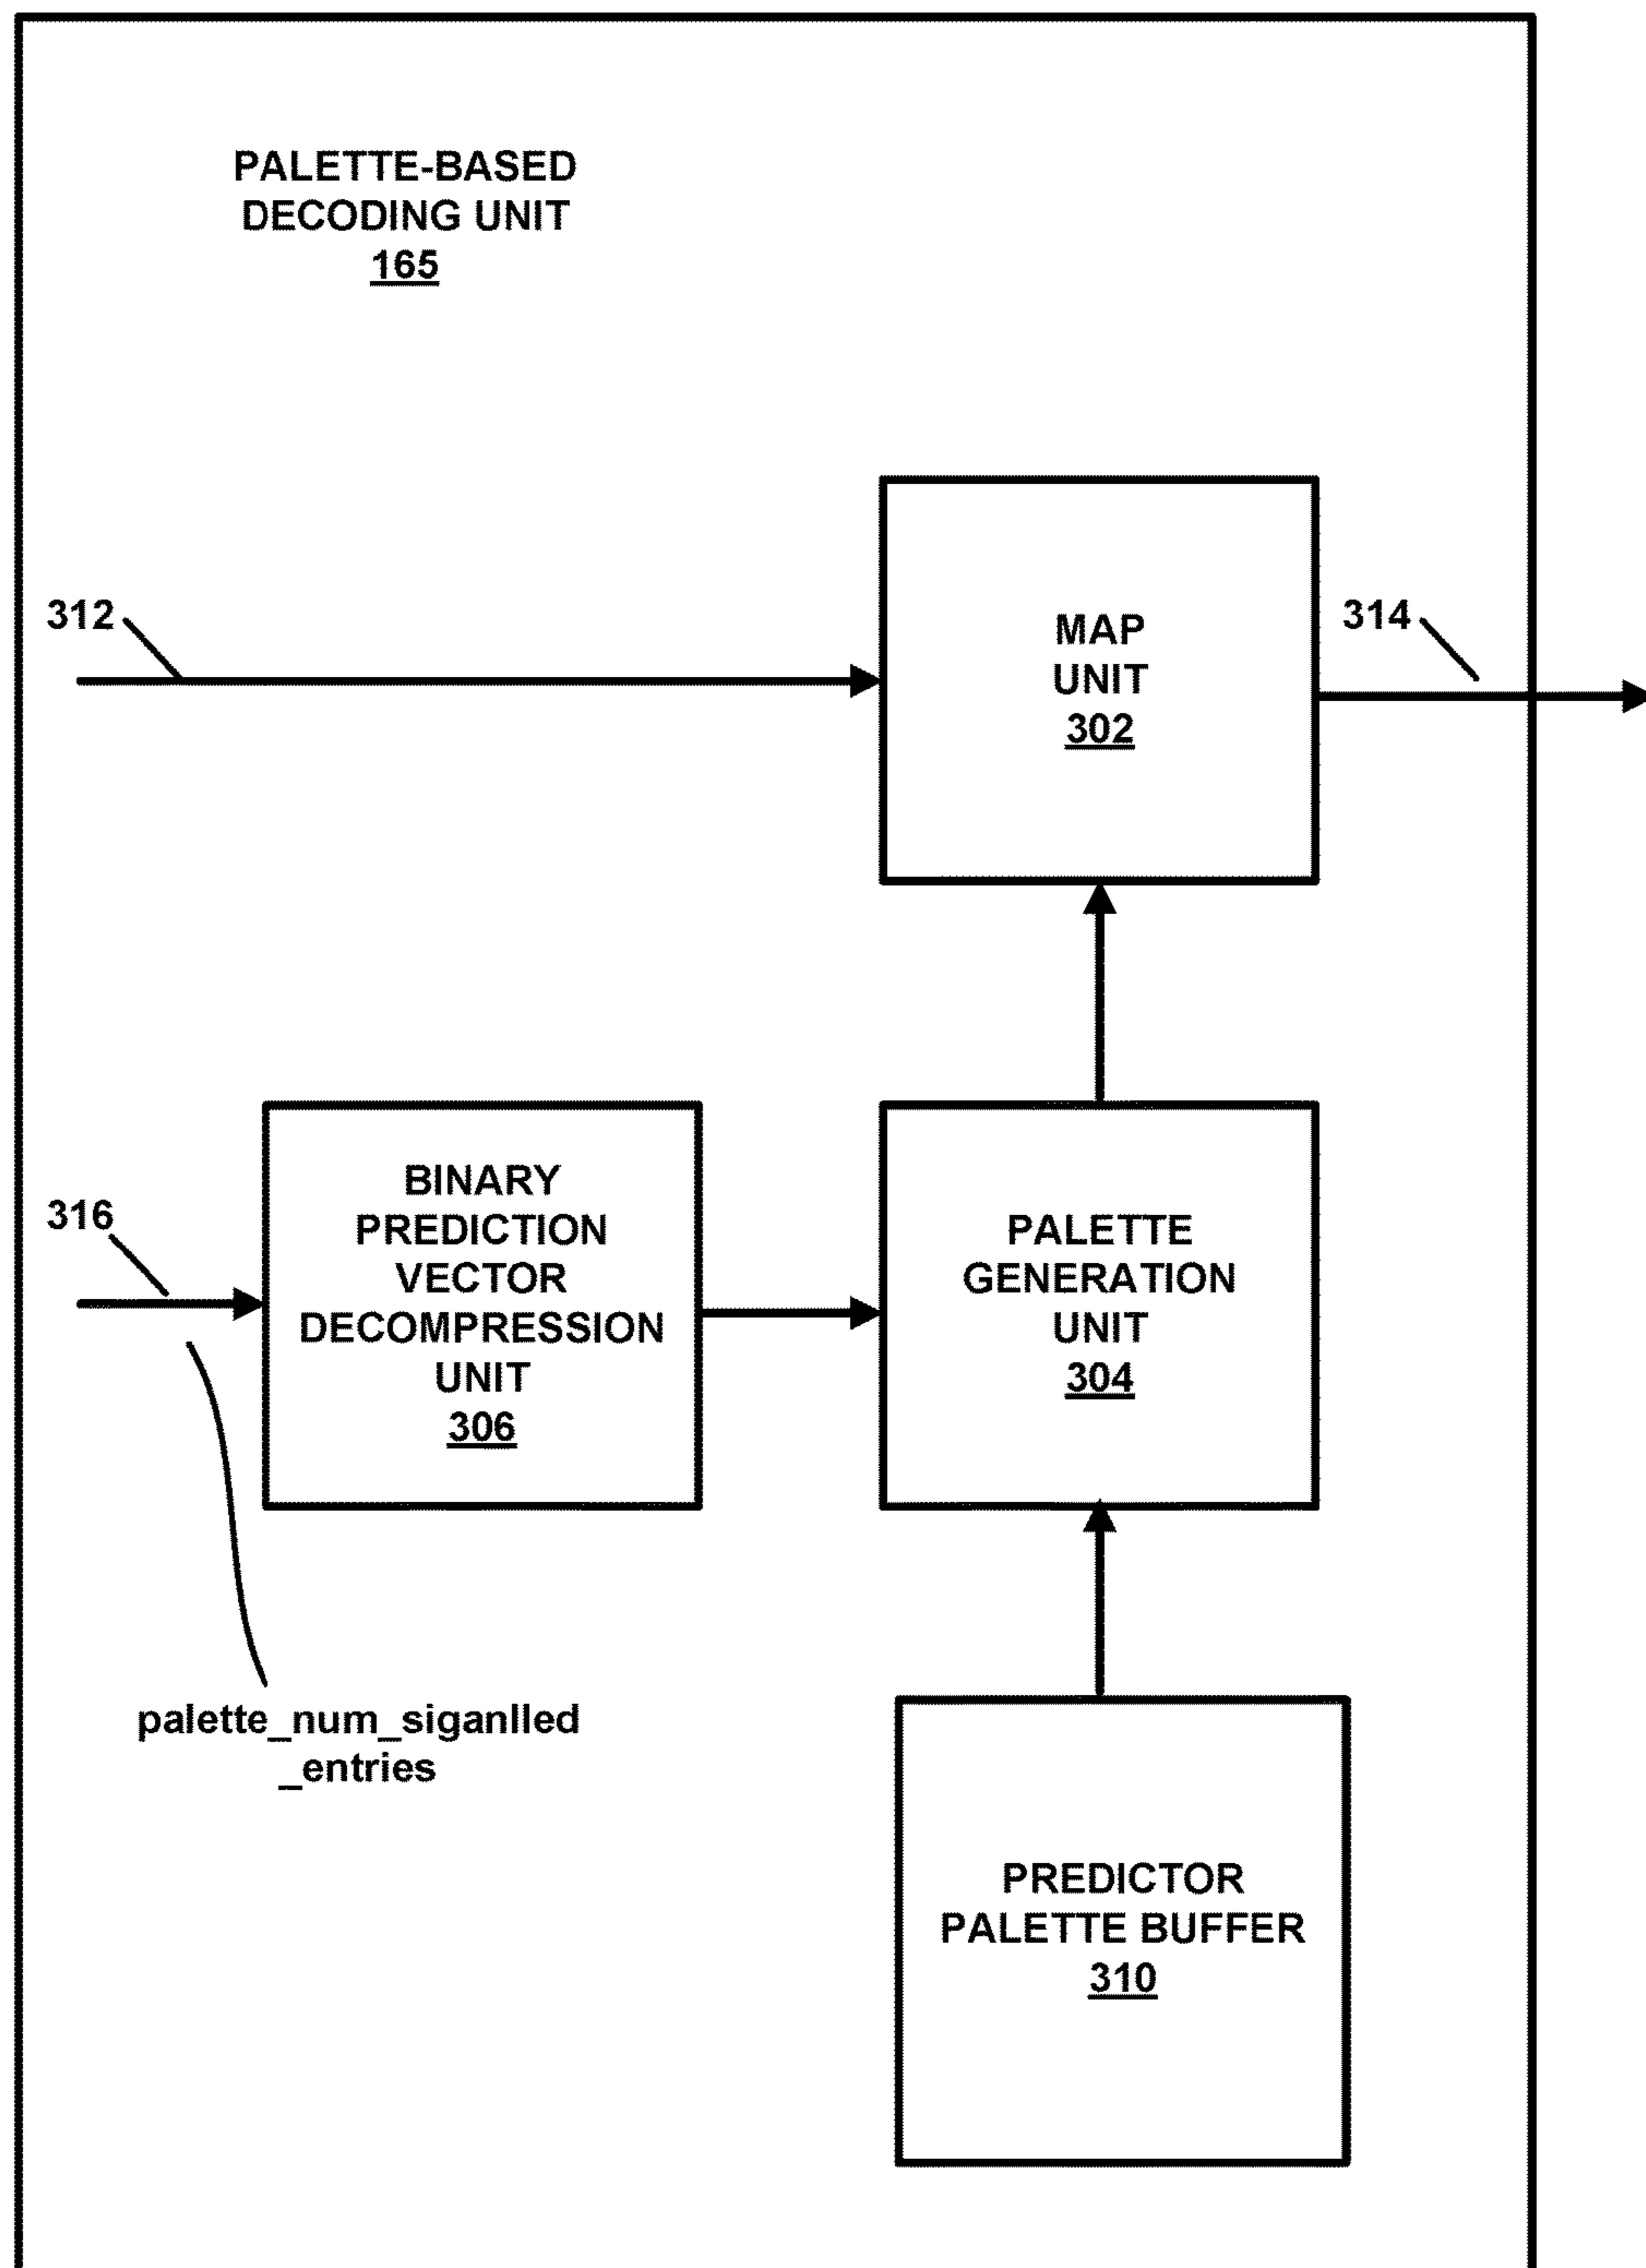 PALETTE-BASED
DECODING UNIT
165
312
MAP
UNIT
302
314
316
BINARY
PREDICTION
VECTOR
DECOMPRESSION
UNIT
306
PALETTE
GENERATION
UNIT
304
palette_num_siganlled
_entries
PREDICTOR
PALETTE BUFFER
310